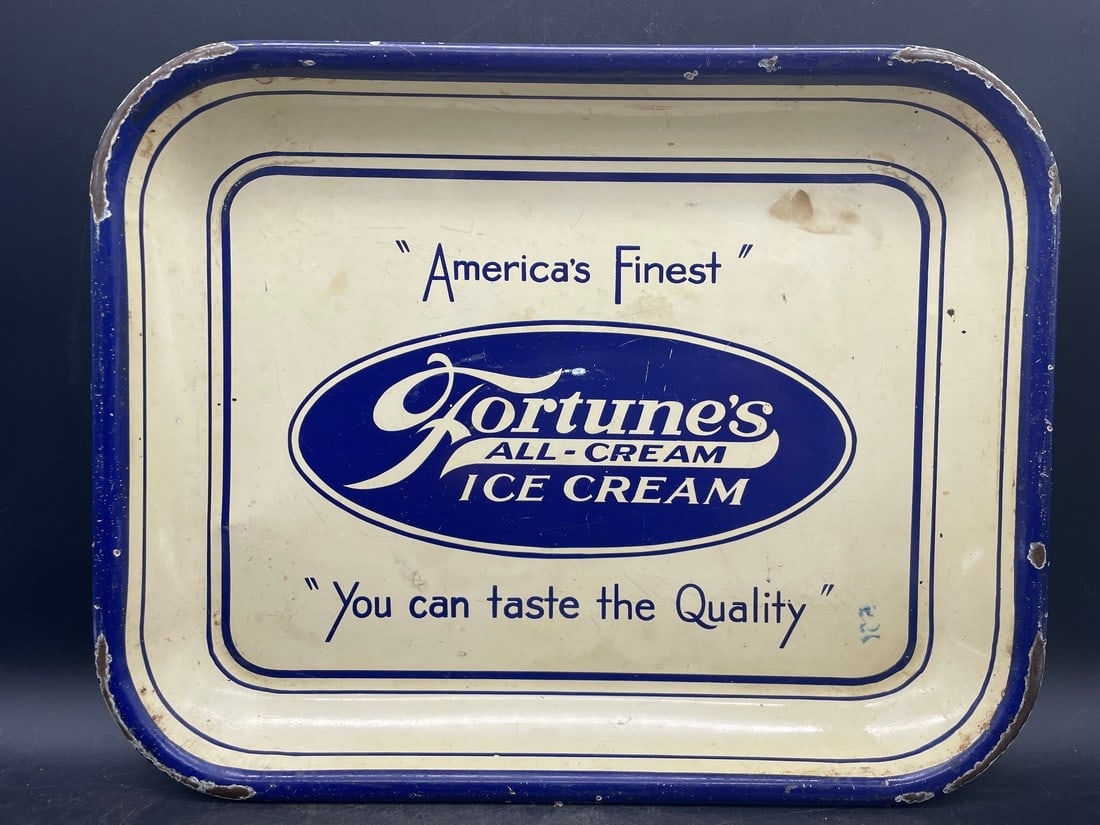 "America's Finest"
Fortune's
ALL-CREAM
ICE CREAM
"You can taste the Quality"